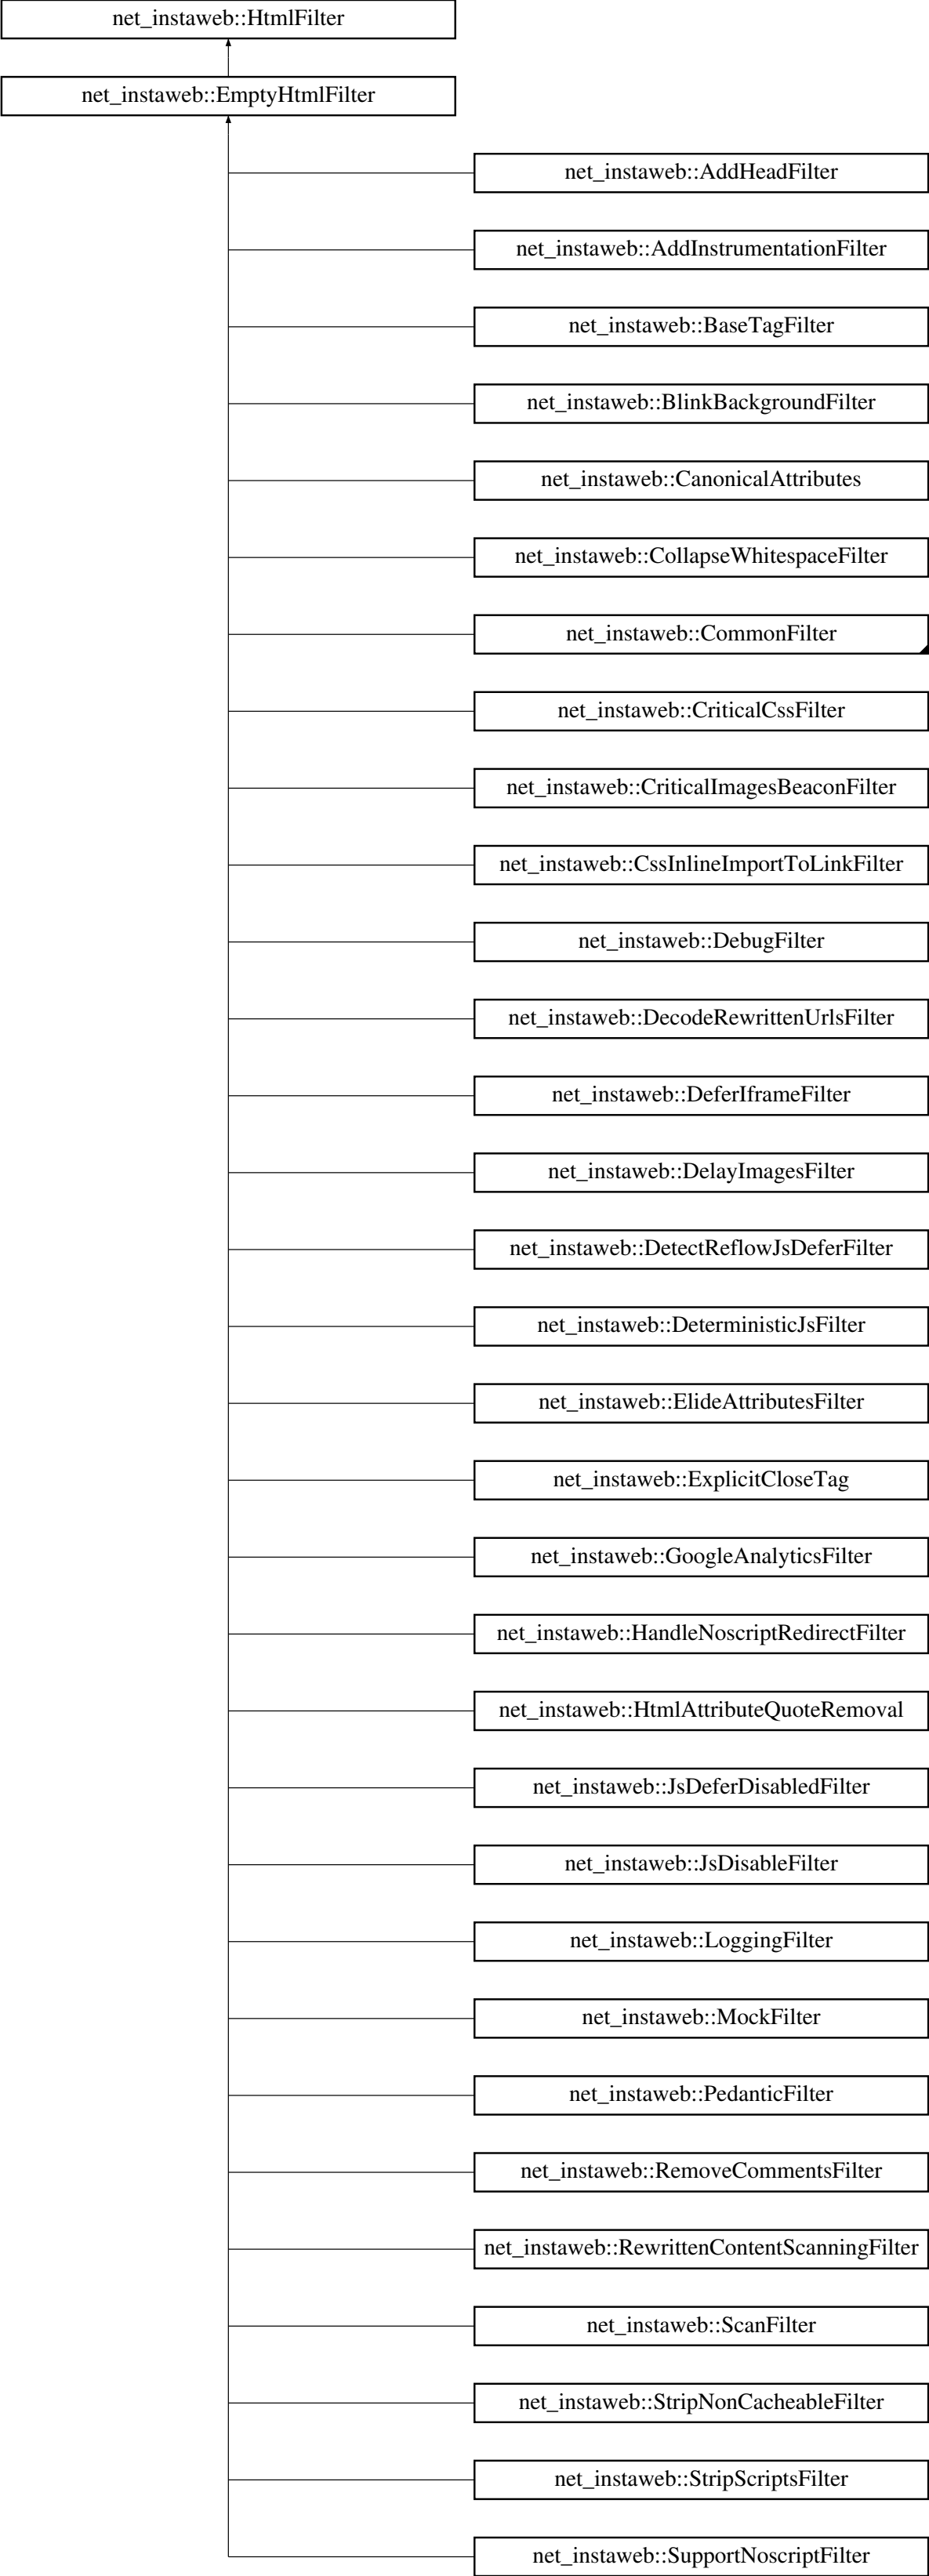 net_instaweb::HtmlFilter
net_instaweb::EmptyHtmlFilter
net_instaweb::AddHeadFilter
net_instaweb::AddInstrumentationFilter
net_instaweb::BaseTagFilter
net_instaweb::BlinkBackgroundFilter
net_instaweb::CanonicalAttributes
net_instaweb::CollapseWhitespaceFilter
net_instaweb::CommonFilter
net_instaweb::CriticalCssFilter
net_instaweb::CriticalImagesBeaconFilter
net_instaweb::CssInlineImportToLinkFilter
net_instaweb::DebugFilter
net_instaweb::DecodeRewrittenUrlsFilter
net_instaweb::DeferIframeFilter
net_instaweb::DelayImagesFilter
net_instaweb::DetectReflowJsDeferFilter
net_instaweb::DeterministicJsFilter
net_instaweb::ElideAttributesFilter
net_instaweb::ExplicitCloseTag
net_instaweb::GoogleAnalyticsFilter
net_instaweb::HandleNoscriptRedirectFilter
net_instaweb::HtmlAttributeQuoteRemoval
net_instaweb::JsDeferDisabledFilter
net_instaweb::JsDisableFilter
net_instaweb::LoggingFilter
net_instaweb::MockFilter
net_instaweb::PedanticFilter
net_instaweb::RemoveCommentsFilter
net_instaweb::RewrittenContentScanningFilter
net_instaweb::ScanFilter
net_instaweb::StripNonCacheableFilter
net_instaweb::StripScriptsFilter
net_instaweb::SupportNoscriptFilter